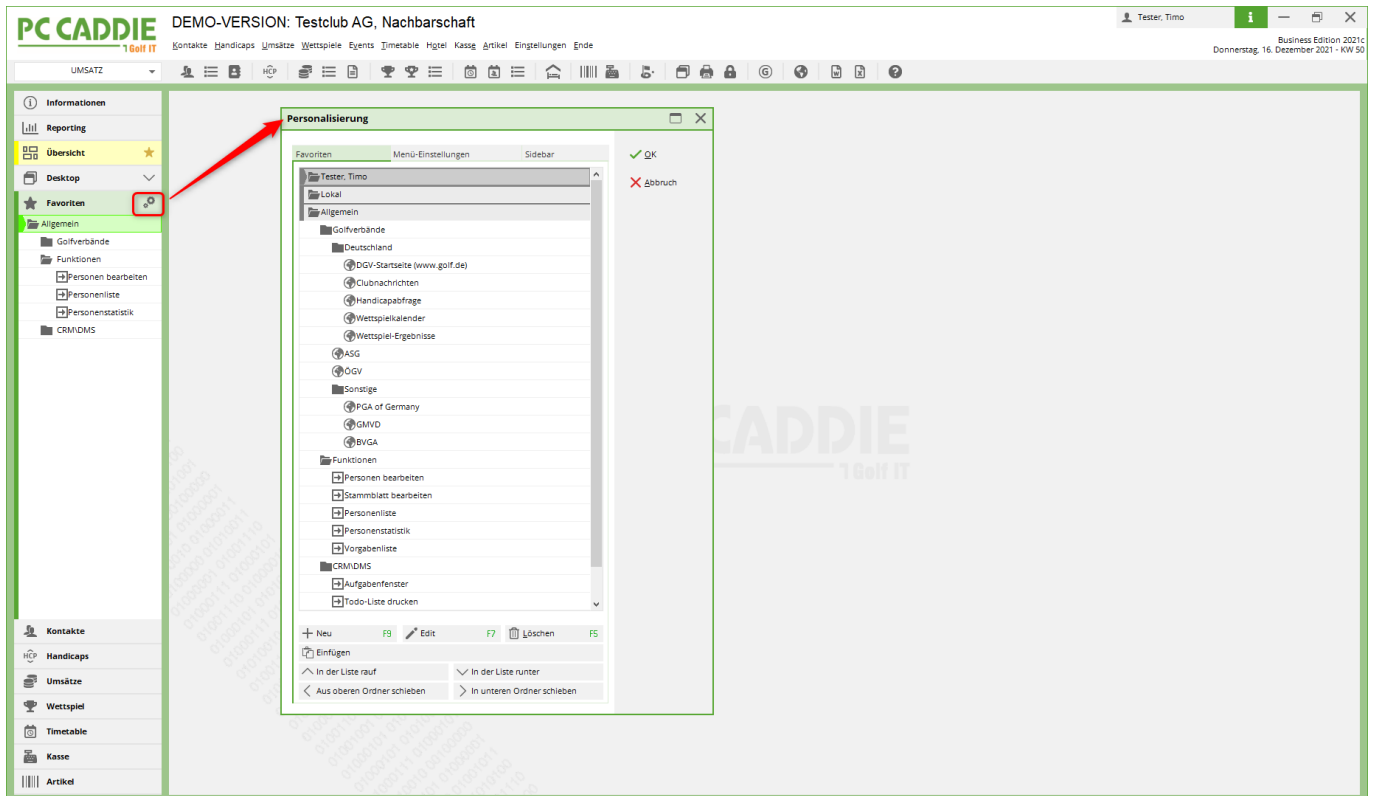 PC CADDIE
Golf IT
DEMO-VERSION: Testclub AG, Nachbarschaft
Tester, Timo
i
Kontakte Handicaps Umsätze Wettspiele Events Timetable Hotel Kasse Artikel Einstellungen Ende
Business Edition 2021c
Donnerstag, 16. Dezember 2021 - KW 50
UMSATZ
HCP
G
W
X
?
Informationen
Reporting
Übersicht
Desktop
Favoriten
Allgemein
Golfverbände
Funktionen
Personen bearbeiten
Personenliste
Personenstatistik
CRM\DMS
Kontakte
HCP Handicaps
Umsätze
Wettspiel
Timetable
Kasse
Artikel
Personalisierung
Favoriten Menü-Einstellungen Sidebar
OK
Abbruch
Tester, Timo
Lokal
Allgemein
Golfverbände
Deutschland
DGV-Startseite (www.golf.de)
Clubnachrichten
Handicapabfrage
Wettspielkalender
Wettspiel-Ergebnisse
ASG
ÖGV
Sonstige
PGA of Germany
GMVD
BVGA
Funktionen
Personen bearbeiten
Stammblatt bearbeiten
Personenliste
Personenstatistik
Vorgabenliste
CRM\DMS
Aufgabenfenster
Todo-Liste drucken
Neu F9 Edit F7 Löschen F5
Einfügen
In der Liste rauf In der Liste runter
Aus oberen Ordner schieben In unteren Ordner schieben
CADDIE
Golf IT